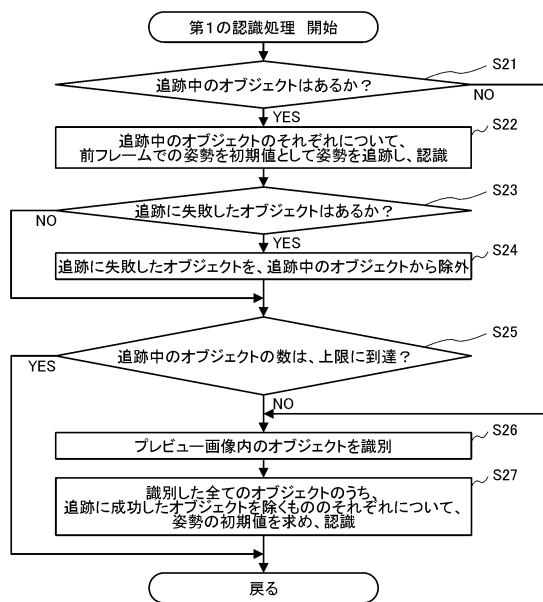 第1の認識処理 開始
S21
追跡中のオブジェクトはあるか?
NO
YES
S22
追跡中のオブジェクトのそれぞれについて、
前フレームでの姿勢を初期値として姿勢を追跡し、認識
S23
追跡に失敗したオブジェクトはあるか?
NO
YES
S24
追跡に失敗したオブジェクトを、追跡中のオブジェクトから除外
S25
追跡中のオブジェクトの数は、上限に到達?
YES
NO
S26
プレビュー画像内のオブジェクトを識別
S27
識別した全てのオブジェクトのうち、
追跡に成功したオブジェクトを除くもののそれぞれについて、
姿勢の初期値を求め、認識
戻る